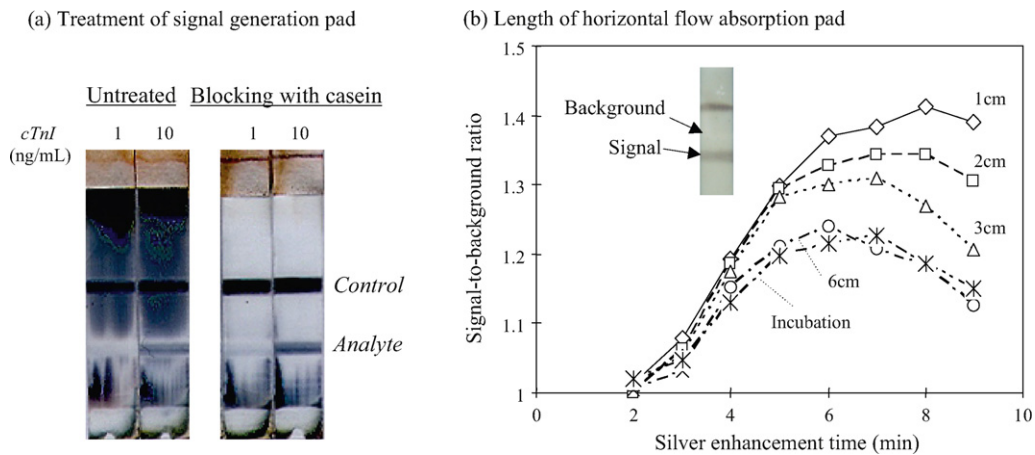 (a) Treatment of signal generation pad
Untreated Blocking with casein
cTnI 1 10 1 10
(ng/mL)
Control
Analyte
(b) Length of horizontal flow absorption pad
Signal-to-background ratio
1.5
1.4
1.3
1.2
1.1
1
Background
Signal
1cm
2cm
3cm
6cm
Incubation
0 2 4 6 8 10
Silver enhancement time (min)